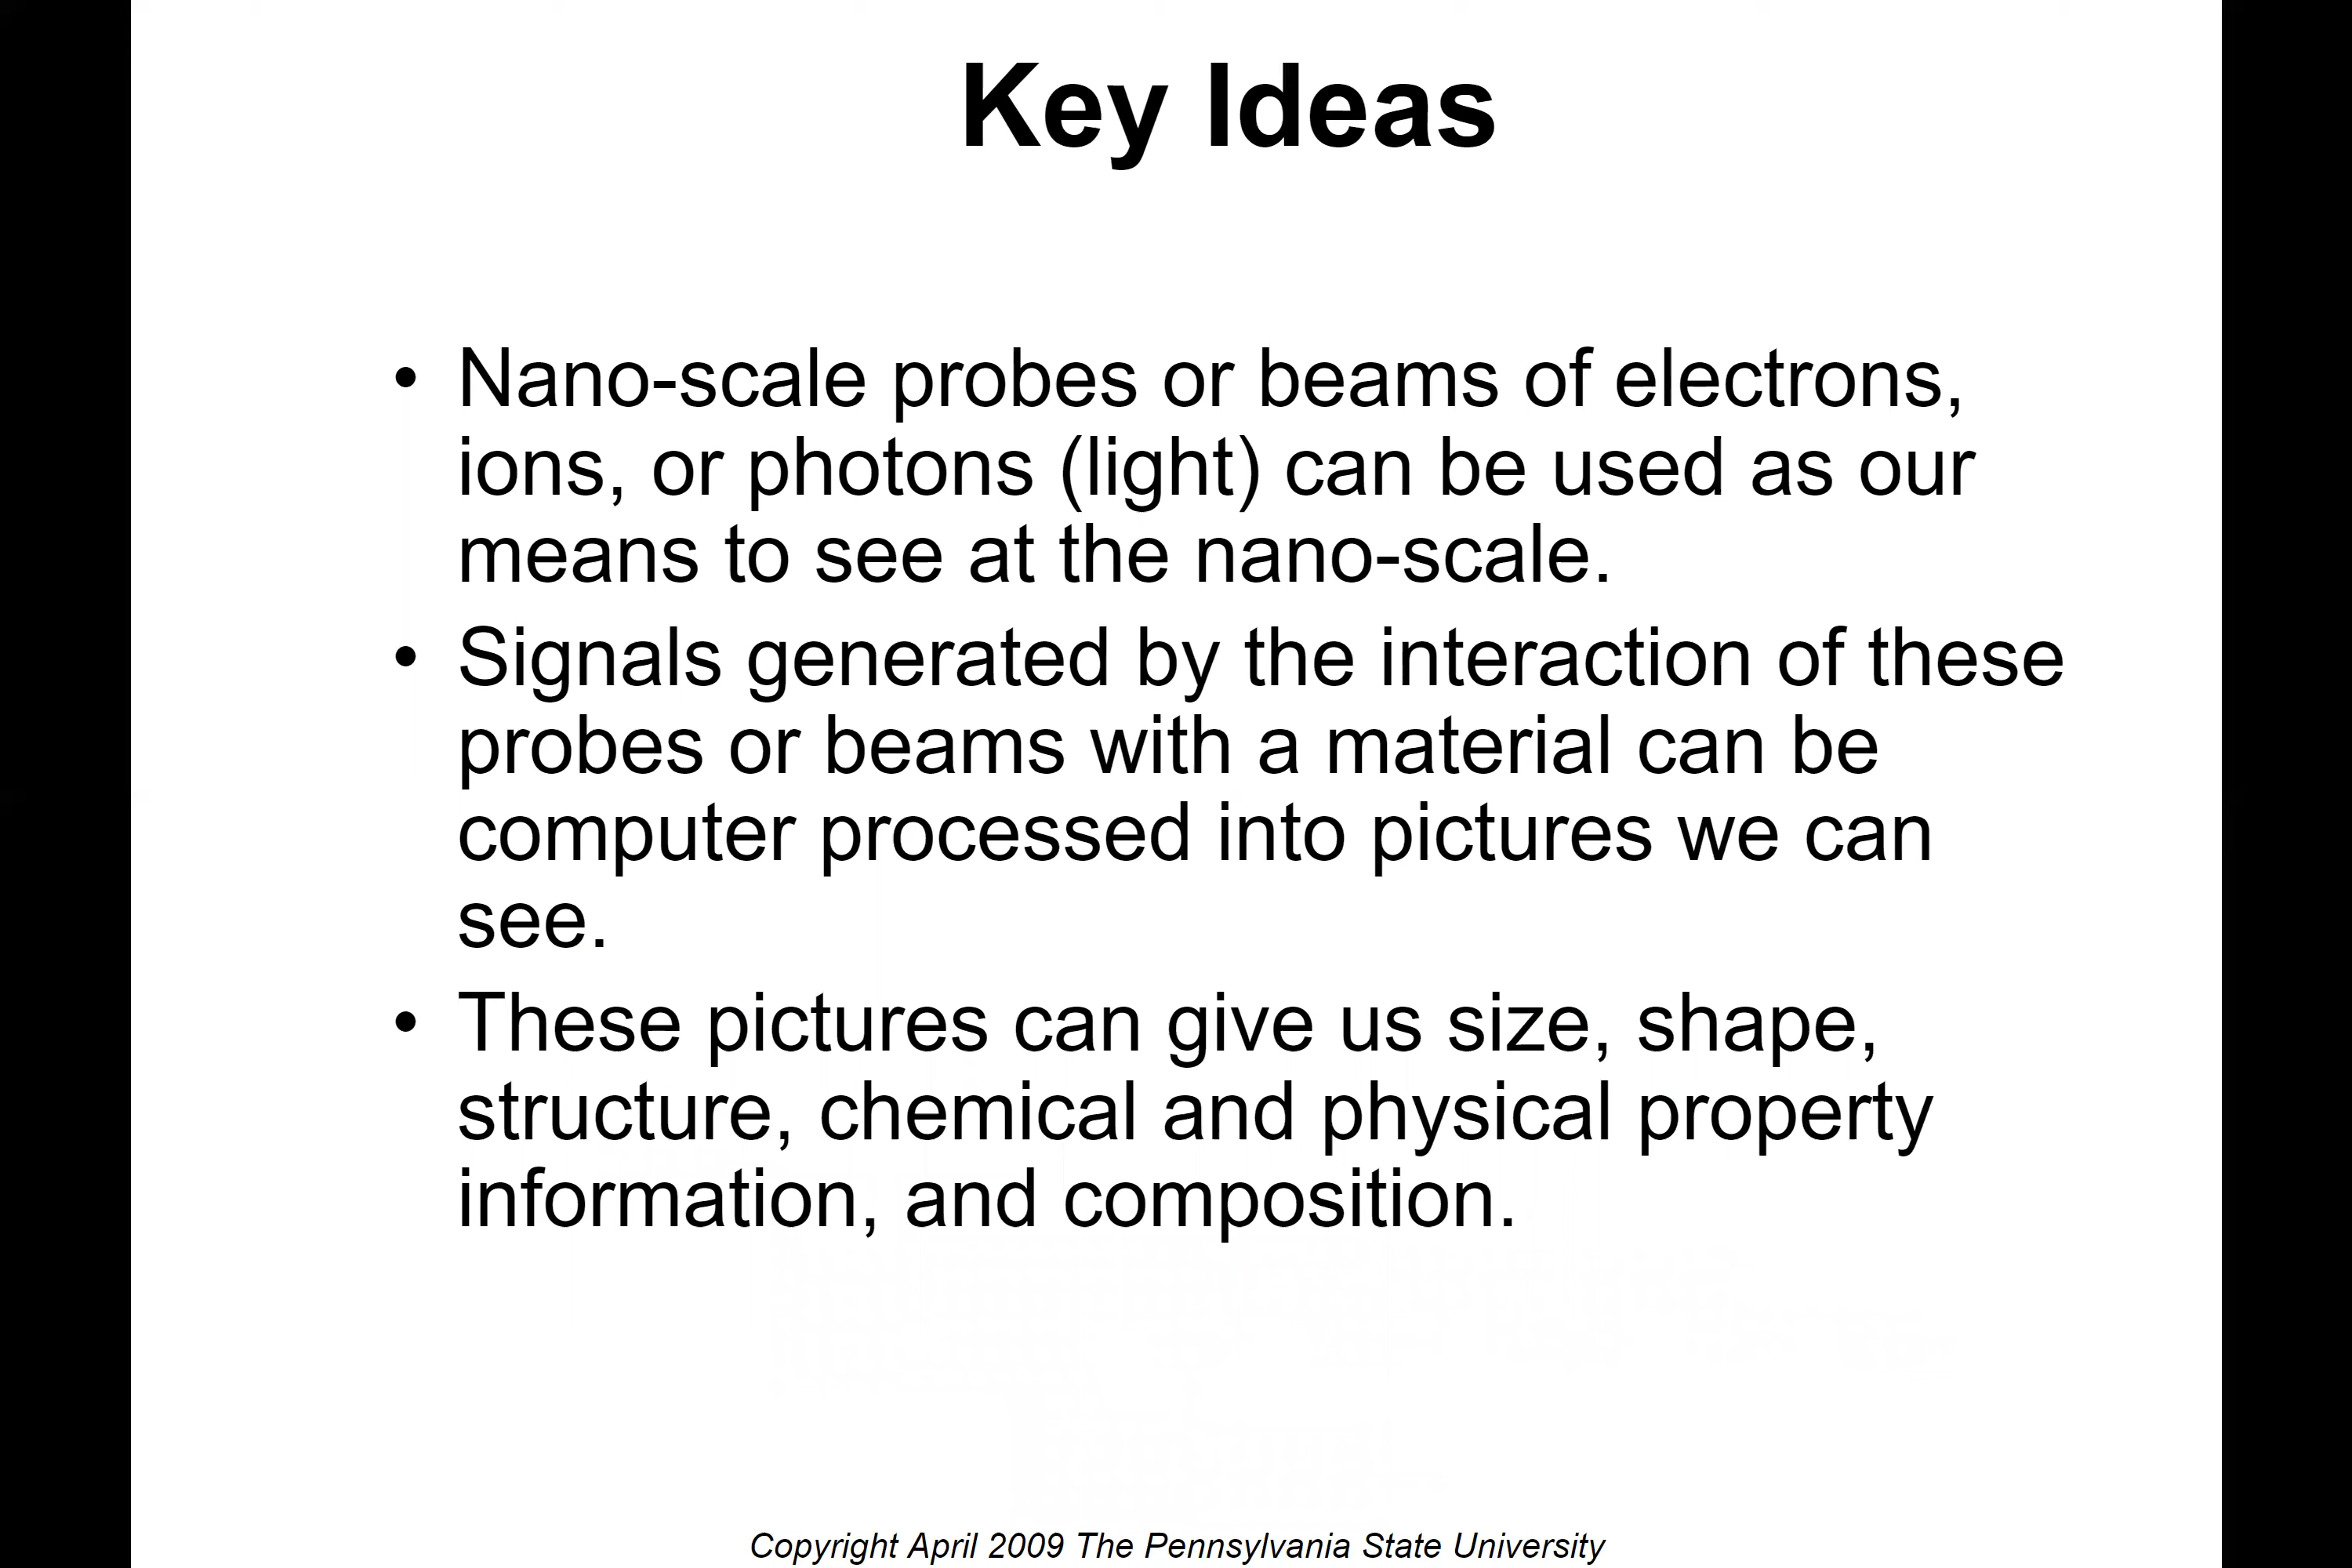 Key Ideas
• Nano-scale probes or beams of electrons,
ions, or photons (light) can be used as our
means to see at the nano-scale.
• Signals generated by the interaction of these
probes or beams with a material can be
computer processed into pictures we can
see.
• These pictures can give us size, shape,
structure, chemical and physical property
information, and composition.
Copyright April 2009 The Pennsylvania State University